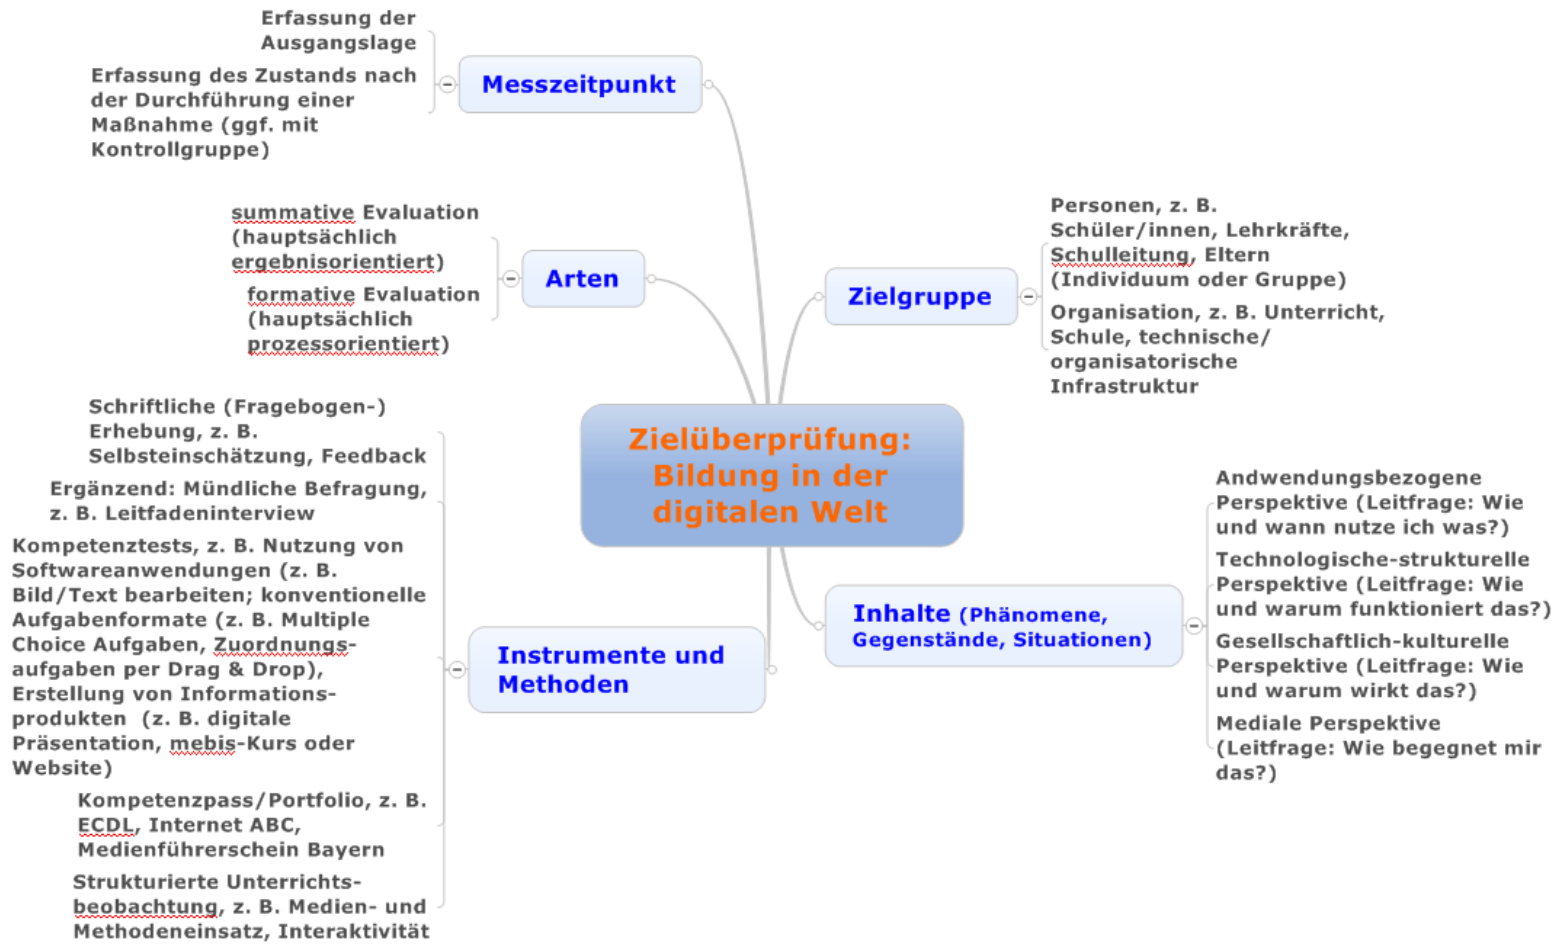 Erfassung der
Ausgangslage
Erfassung des Zustands nach
der Durchführung einer
Maßnahme (ggf. mit
Kontrollgruppe)
Messzeitpunkt
summative Evaluation
(hauptsächlich
ergebnisorientiert)
formative Evaluation
(hauptsächlich
prozessorientiert)
Arten
Personen, z. B.
Schüler/innen, Lehrkräfte,
Schulleitung, Eltern
(Individuum oder Gruppe)
Organisation, z. B. Unterricht,
Schule, technische/
organisatorische
Infrastruktur
Zielgruppe
Zielüberprüfung:
Bildung in der
digitalen Welt
Schriftliche (Fragebogen-)
Erhebung, z. B.
Selbsteinschätzung, Feedback
Ergänzend: Mündliche Befragung,
z. B. Leitfadeninterview
Kompetenztests, z. B. Nutzung von
Softwareanwendungen (z. B.
Bild/Text bearbeiten; konventionelle
Aufgabenformate (z. B. Multiple
Choice Aufgaben, Zuordnungs-
aufgaben per Drag & Drop),
Erstellung von Informations-
produkten (z. B. digitale
Präsentation, mebis-Kurs oder
Website)
Kompetenzpass/Portfolio, z. B.
ECDL, Internet ABC,
Medienführerschein Bayern
Strukturierte Unterrichts-
beobachtung, z. B. Medien- und
Methodeneinsatz, Interaktivität
Instrumente und
Methoden
Inhalte (Phänomene,
Gegenstände, Situationen)
Andwendungsbezogene
Perspektive (Leitfrage: Wie
und wann nutze ich was?)
Technologische-strukturelle
Perspektive (Leitfrage: Wie
und warum funktioniert das?)
Gesellschaftlich-kulturelle
Perspektive (Leitfrage: Wie
und warum wirkt das?)
Mediale Perspektive
(Leitfrage: Wie begegnet mir
das?)